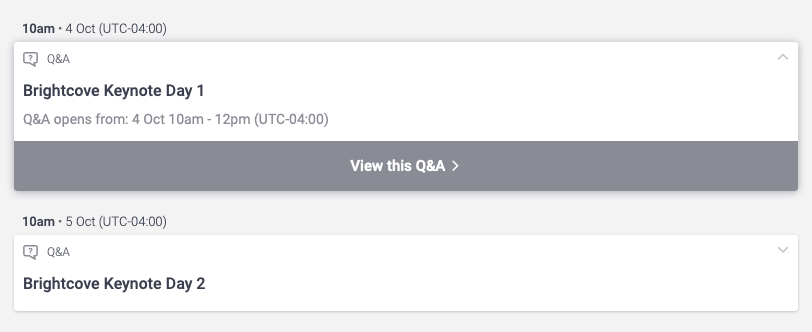 10am • 4 Oct (UTC-04:00)
Q&A
Brightcove Keynote Day 1
Q&A opens from: 4 Oct 10am - 12pm (UTC-04:00)
View this Q&A >
10am • 5 Oct (UTC-04:00)
Q&A
Brightcove Keynote Day 2